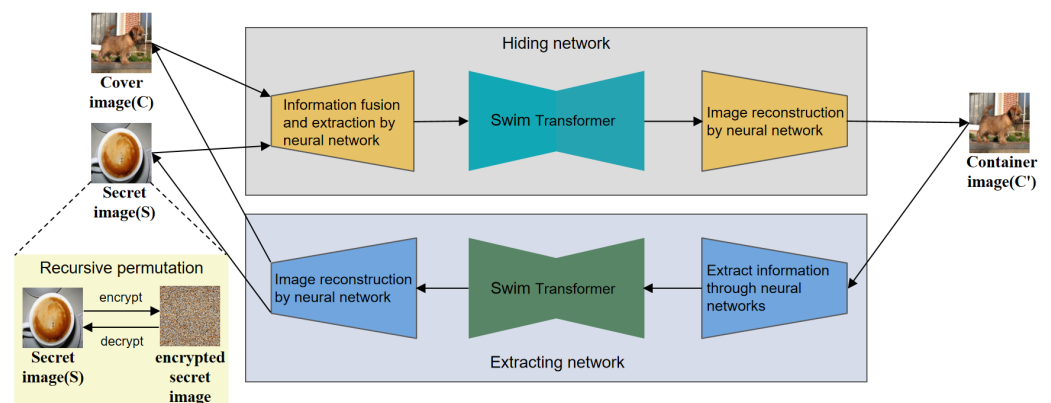 Hiding network
Cover
image(C)
Information fusion
and extraction by
neural network
Swim Transformer
Image reconstruction
by neural network
Container
image(C')
Secret
image(S)
Recursive permutation
encrypt
decrypt
Secret
image(S)
encrypted
secret
image
Image reconstruction
by neural network
Swim Transformer
Extract information
through neural
networks
Extracting network